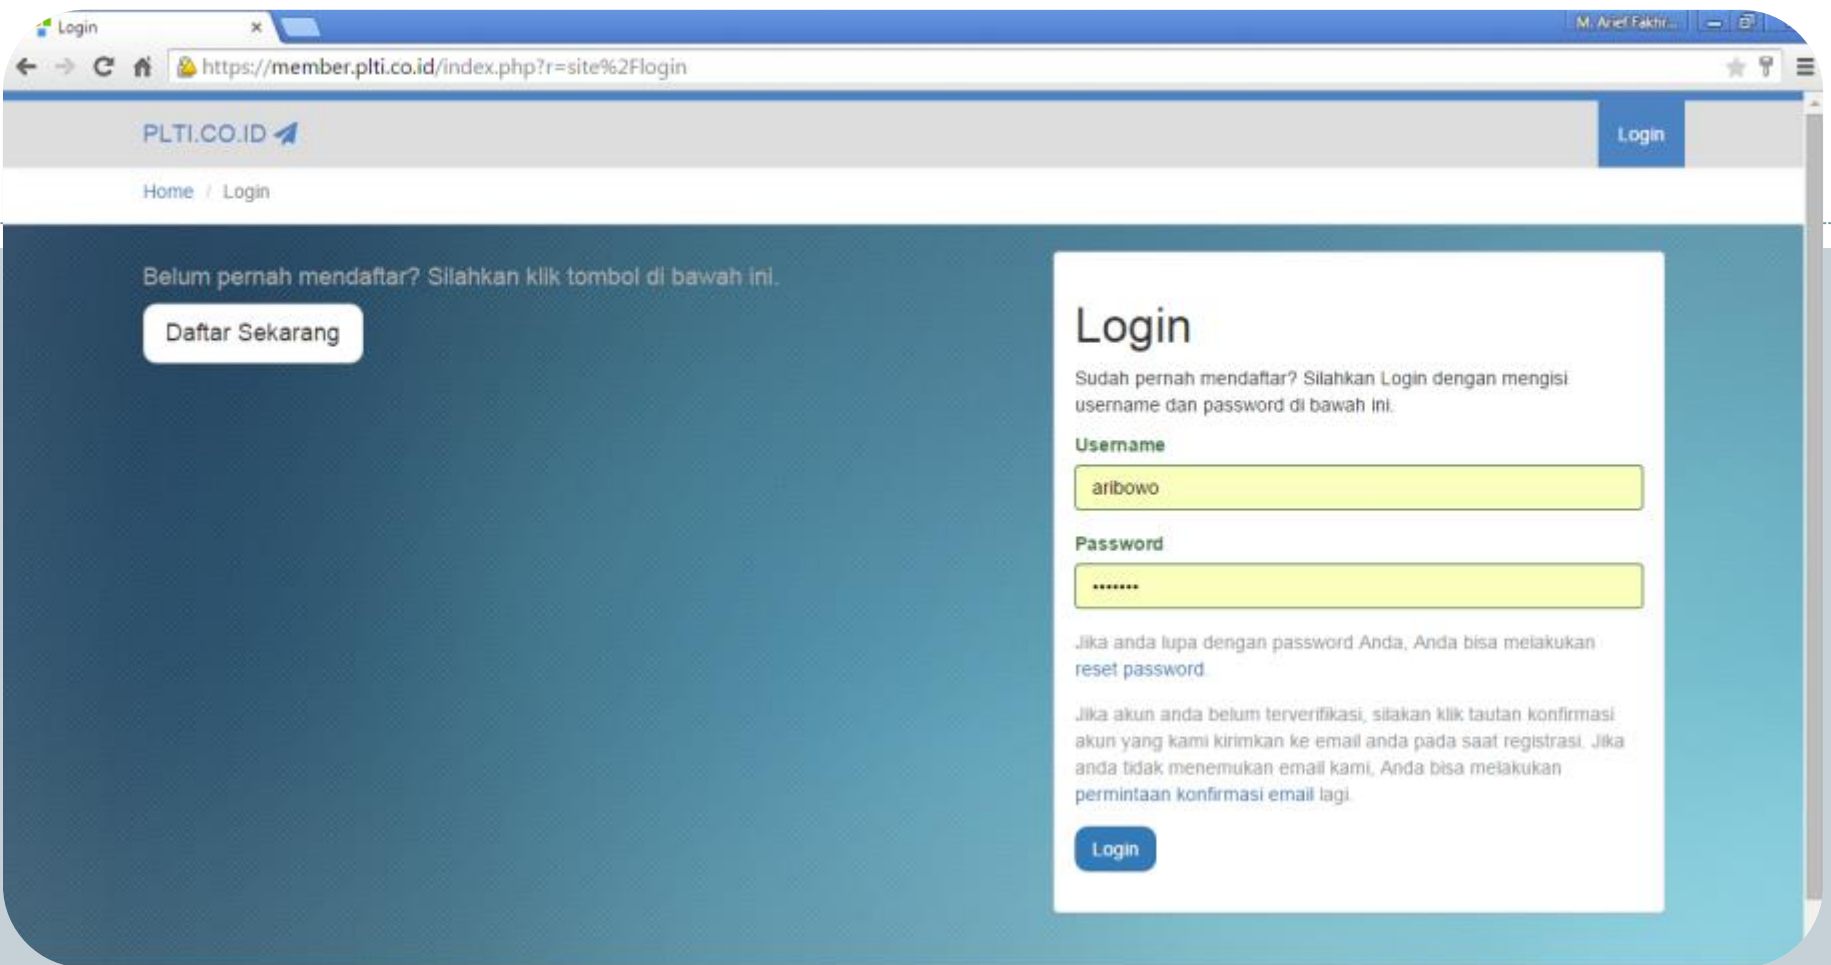 Login
M. Arief Fakhr...
https://member.plti.co.id/index.php?r=site%2Flogin
PLTI.CO.ID
Login
Home / Login
Belum pernah mendaftar? Silahkan klik tombol di bawah ini.
Daftar Sekarang
Login
Sudah pernah mendaftar? Silahkan Login dengan mengisi
username dan password di bawah ini.
Username
aribowo
Password
•••••••
Jika anda lupa dengan password Anda, Anda bisa melakukan
reset password.
Jika akun anda belum terverifikasi, silakan klik tautan konfirmasi
akun yang kami kirimkan ke email anda pada saat registrasi. Jika
anda tidak menemukan email kami, Anda bisa melakukan
permintaan konfirmasi email lagi.
Login